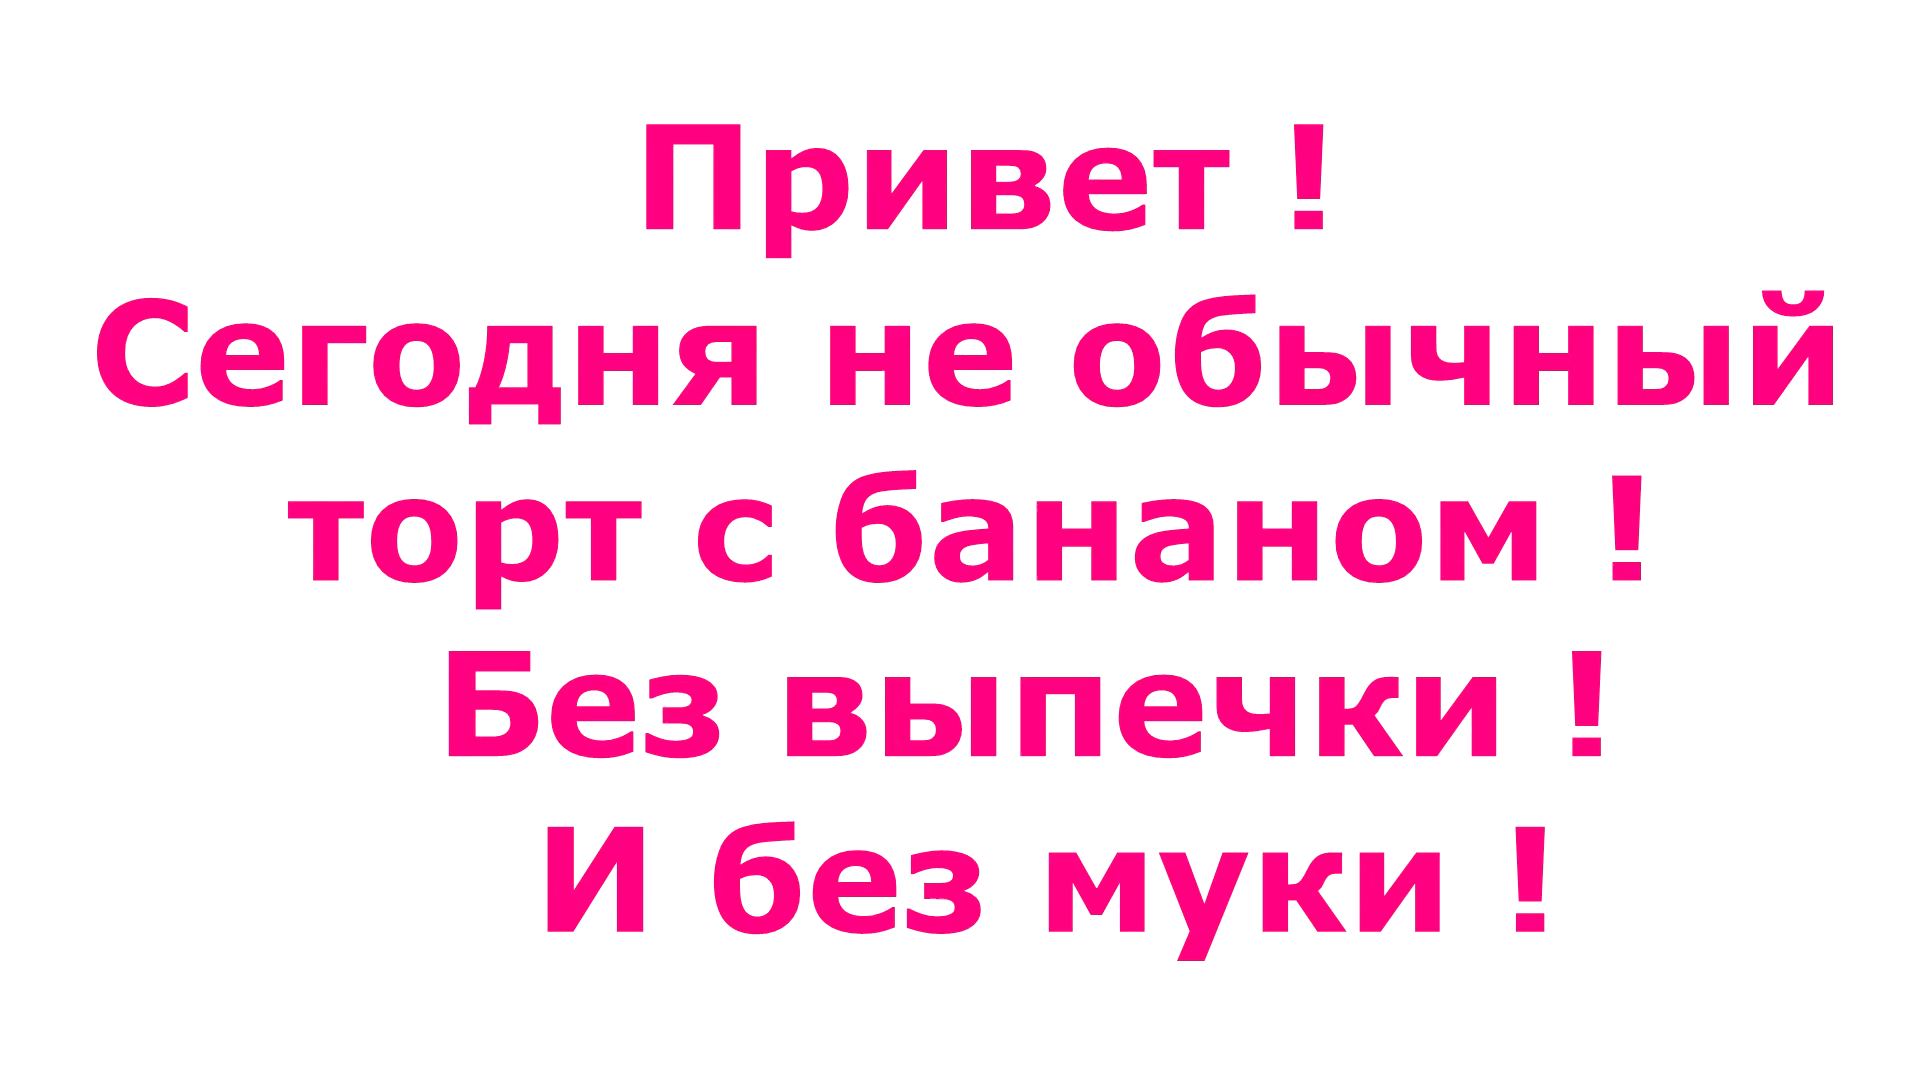 Привет !
Сегодня не обычный
торт с бананом !
Без выпечки !
И без муки !